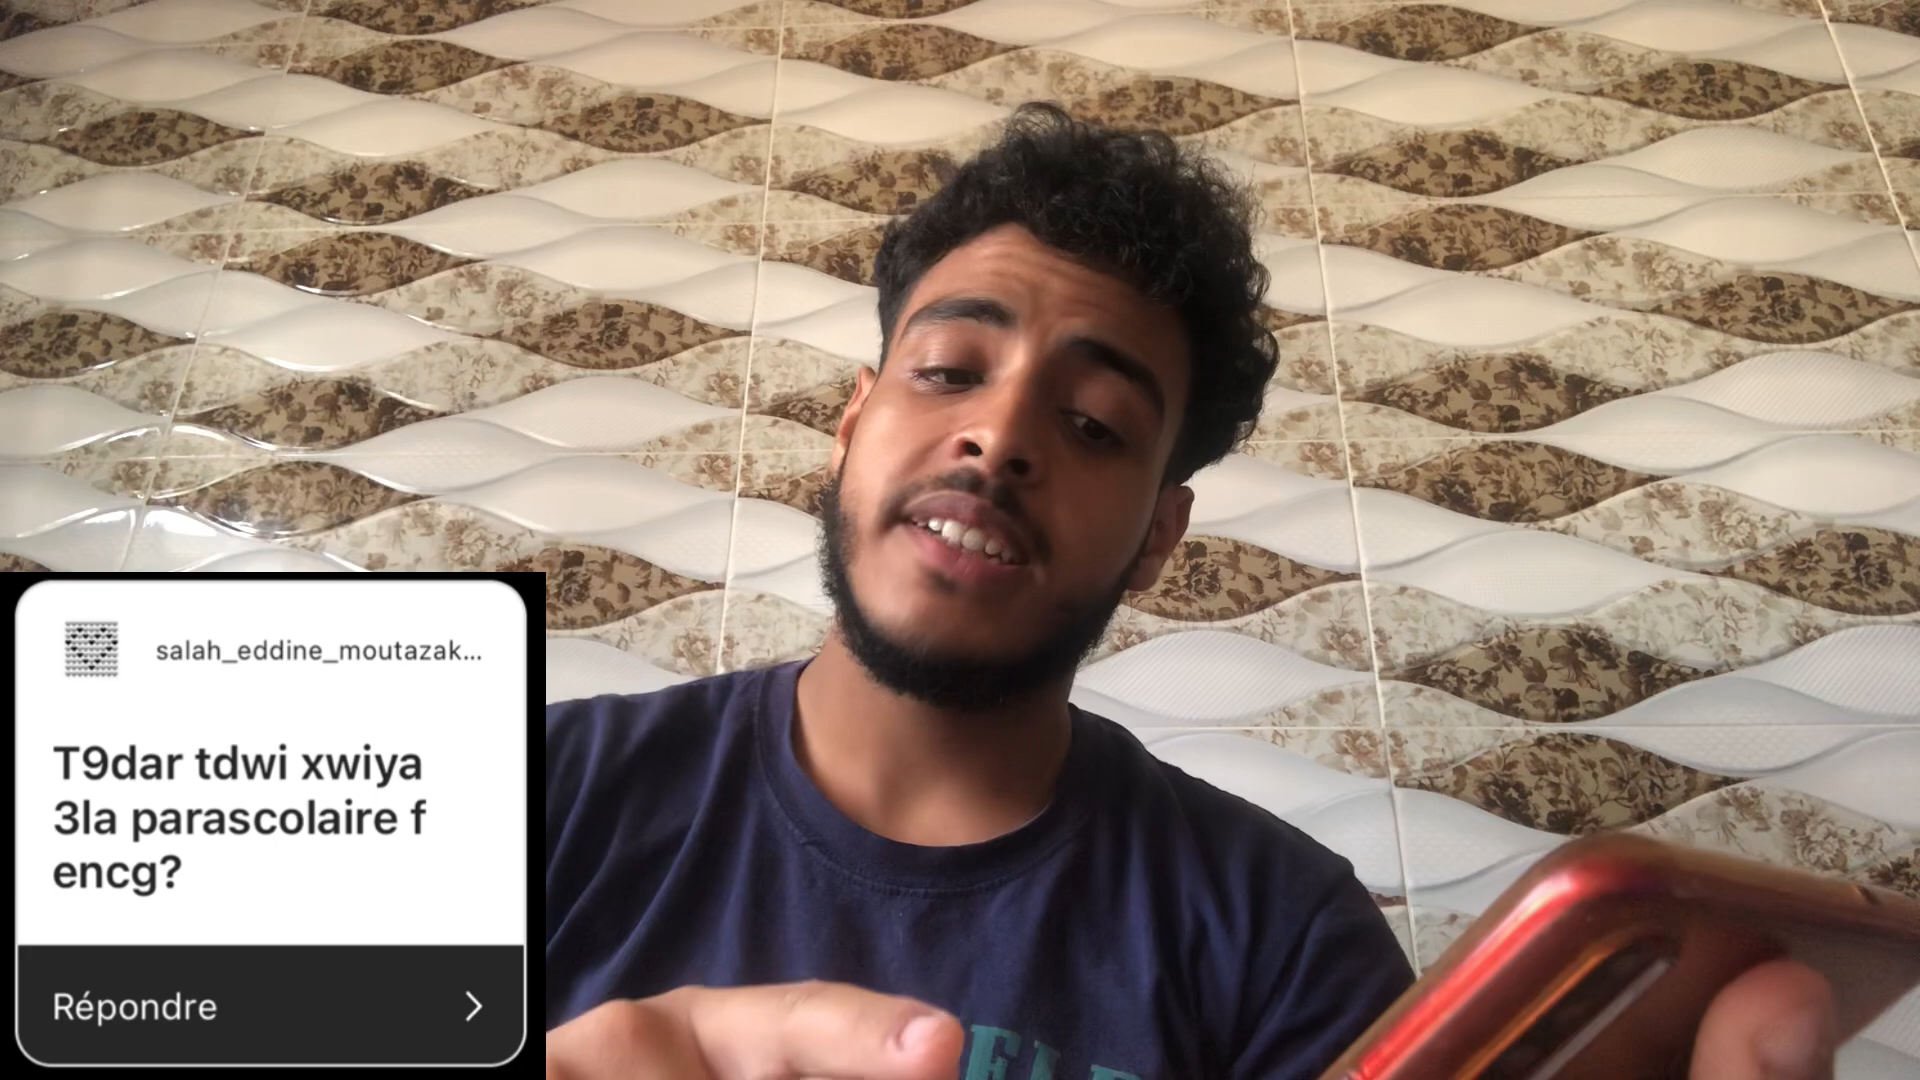 salah_eddine_moutazak...
T9dar tdwi xwiya
3la parascolaire f
encg?
Répondre